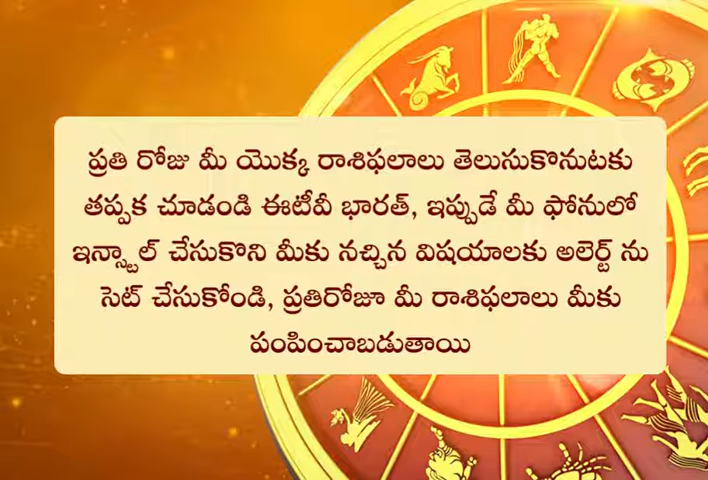 ప్రతి రోజు మీ యొక్క రాశిఫలాలు తెలుసుకొనుటకు
తప్పక చూడండి ఈటీవీ భారత్, ఇప్పుడే మీ ఫోనులో
ఇన్స్టాల్ చేసుకొని మీకు నచ్చిన విషయాలకు అలెర్ట్ ను
సెట్ చేసుకోండి, ప్రతిరోజూ మీ రాశిఫలాలు మీకు
పంపించాబడుతాయి